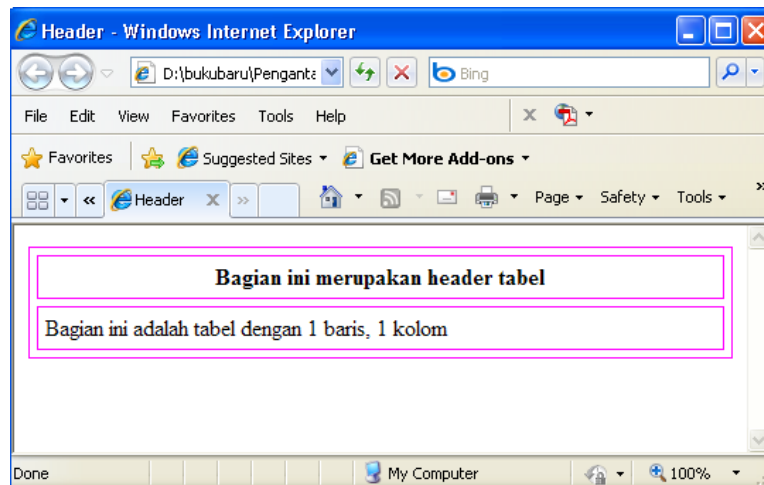 Header - Windows Internet Explorer
D:\bukubaru\Penganta
Bing
File Edit View Favorites Tools Help
Favorites Suggested Sites Get More Add-ons
Header Page Safety Tools
Bagian ini merupakan header tabel
Bagian ini adalah tabel dengan 1 baris, 1 kolom
Done My Computer 100%